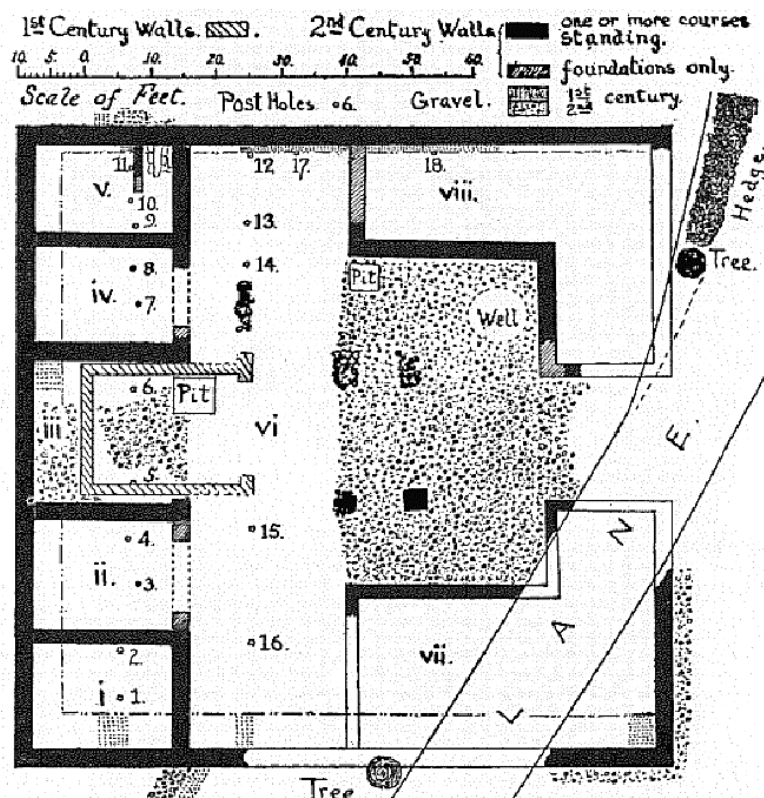 1st Century Walls. 2nd Century Walls one or more courses standing.
10. 5. 0. 10. 20. 30. 40. 50. 60.
foundations only.
Scale of Feet. Post Holes 6. Gravel. 1st 2nd century.
Hedge.
11 12 17. 18.
v. viii.
10.
9. 13.
8. 14. Pit Tree.
iv. 7. Well
6. Pit
iii vi
5. E.
4. 15. N
ii. 3.
2. 16. A
i 1. vii.
L
Tree